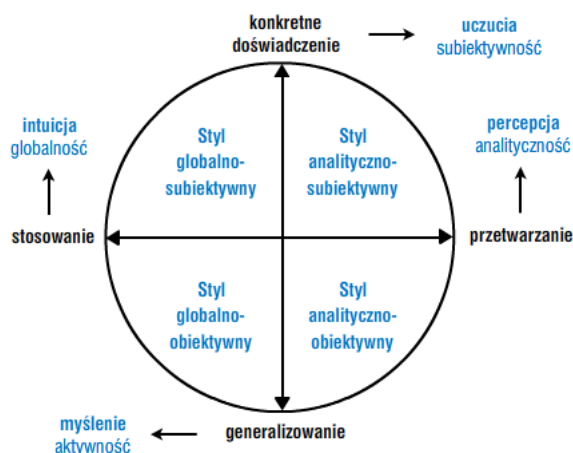 konkretne
doświadczenie
uczucia
subiektywność
intuicja
globalność
percepcja
analityczność
Styl
globalno-
subiektywny
Styl
analityczno-
subiektywny
stosowanie
przetwarzanie
Styl
globalno-
obiektywny
Styl
analityczno-
obiektywny
myślenie
aktywność
generalizowanie